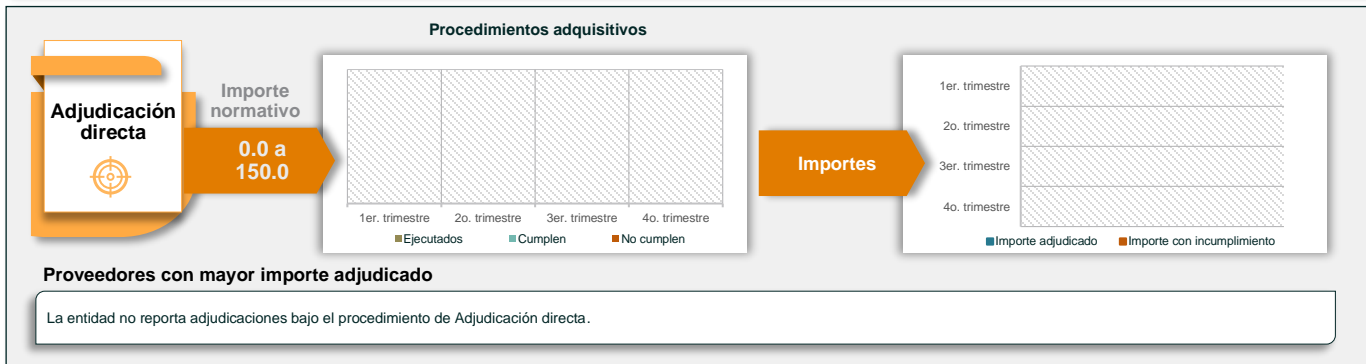 Procedimientos adquisitivos
Adjudicación
directa
Importe
normativo
0.0 a
150.0
1er. trimestre
2o. trimestre
3er. trimestre
4o. trimestre
Ejecutados
Cumplen
No cumplen
Importes
1er. trimestre
2o. trimestre
3er. trimestre
4o. trimestre
Importe adjudicado
Importe con incumplimiento
Proveedores con mayor importe adjudicado
La entidad no reporta adjudicaciones bajo el procedimiento de Adjudicación directa.